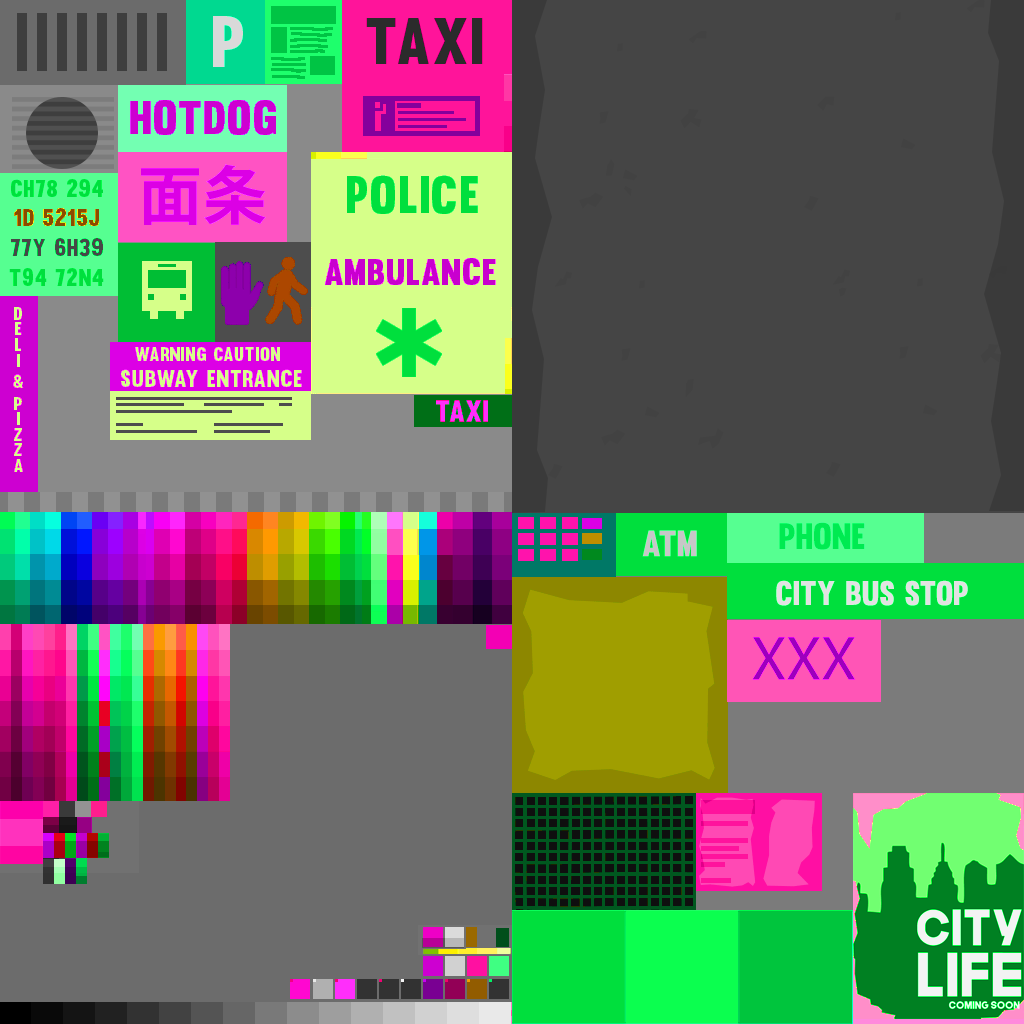 P
TAXI
HOTDOG
面条
CH78 294
1D 5215J
77Y 6H39
T94 72N4
POLICE
AMBULANCE
DELI & PIZZA
WARNING CAUTION
SUBWAY ENTRANCE
TAXI
ATM
PHONE
CITY BUS STOP
XXX
CITY
LIFE
COMING SOON